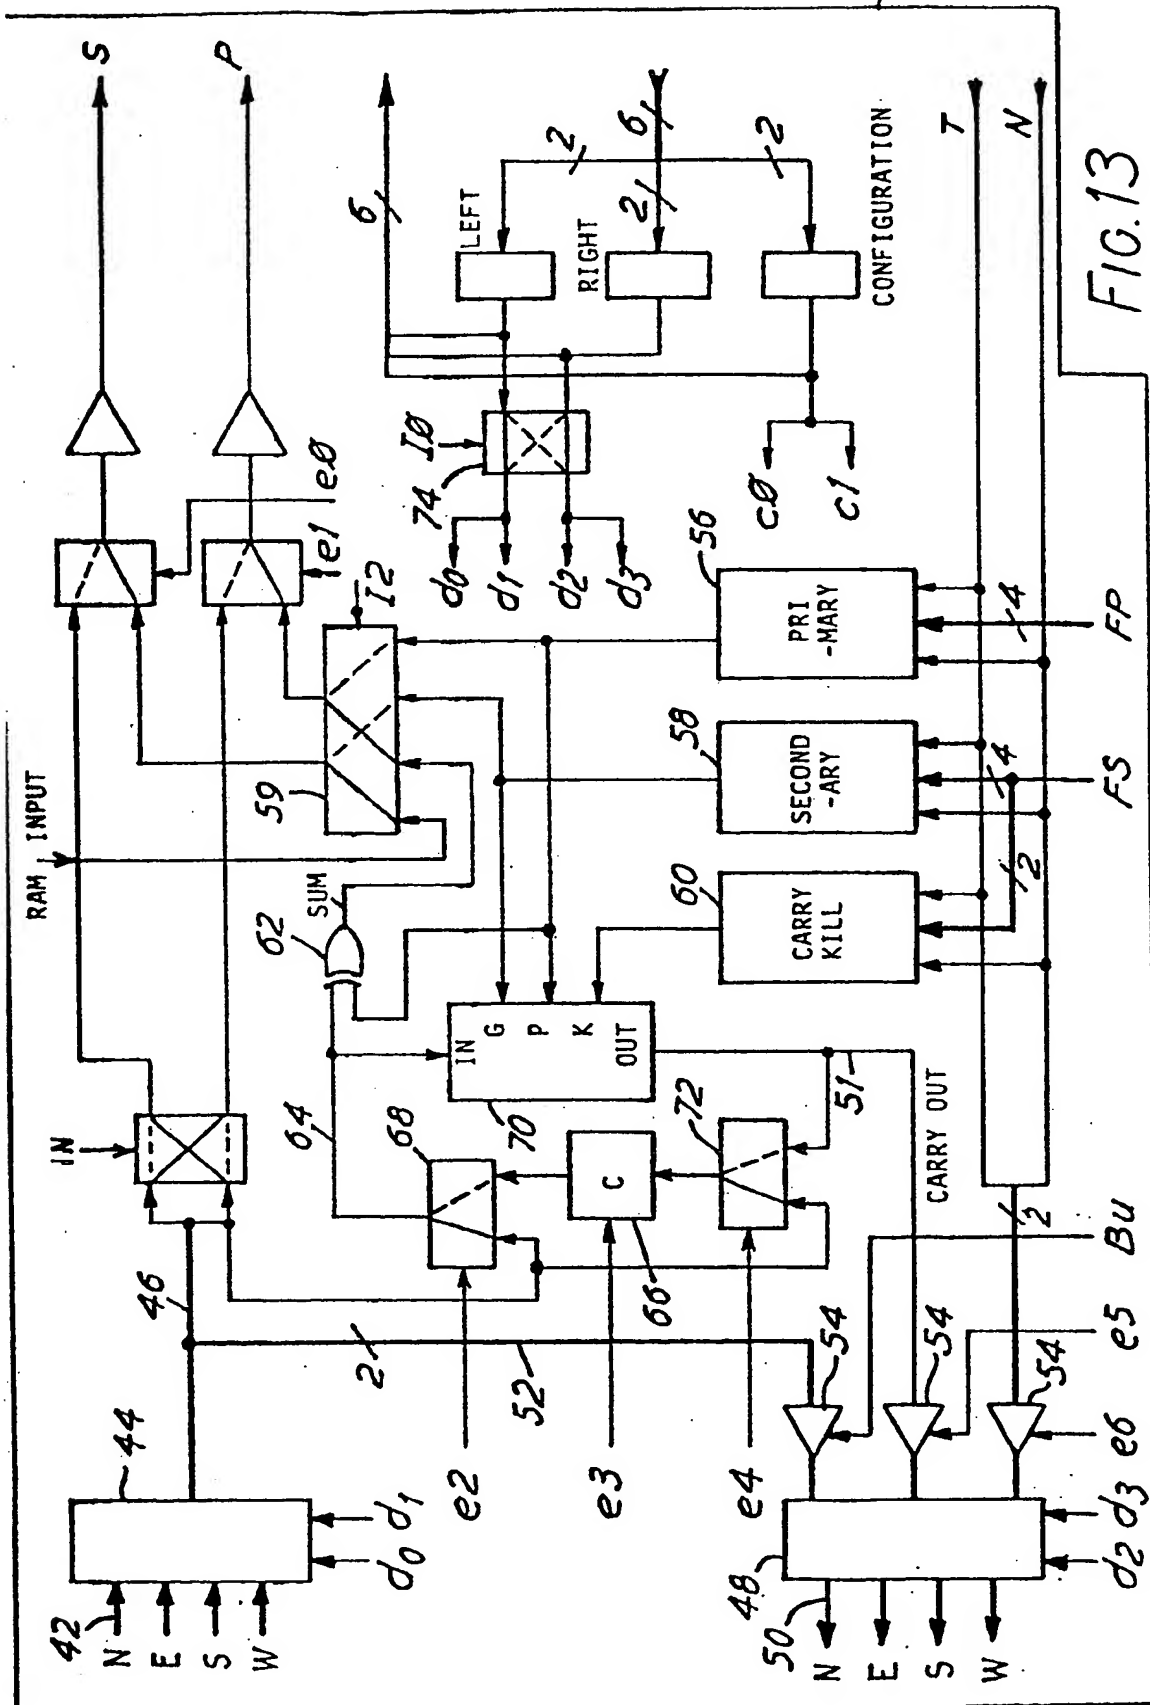 S
P
6
LEFT
2
6
RIGHT
2
2
CONFIGURATION
T
N
FIG. 13
RAM INPUT
IN
e0
e1
I2
59
I0
74
d0
d1
d2
d3
c0
c1
62
SUM
56
PRI
-MARY
4
FP
58
SECOND
-ARY
4
FS
60
CARRY
KILL
2
64
IN
G
P
K
OUT
70
68
C
66
72
51
CARRY OUT
2
46
2
52
44
42
N
E
S
W
d0
d1
e2
e3
e4
54
54
54
BU
e5
e6
48
50
N
E
S
W
d2
d3